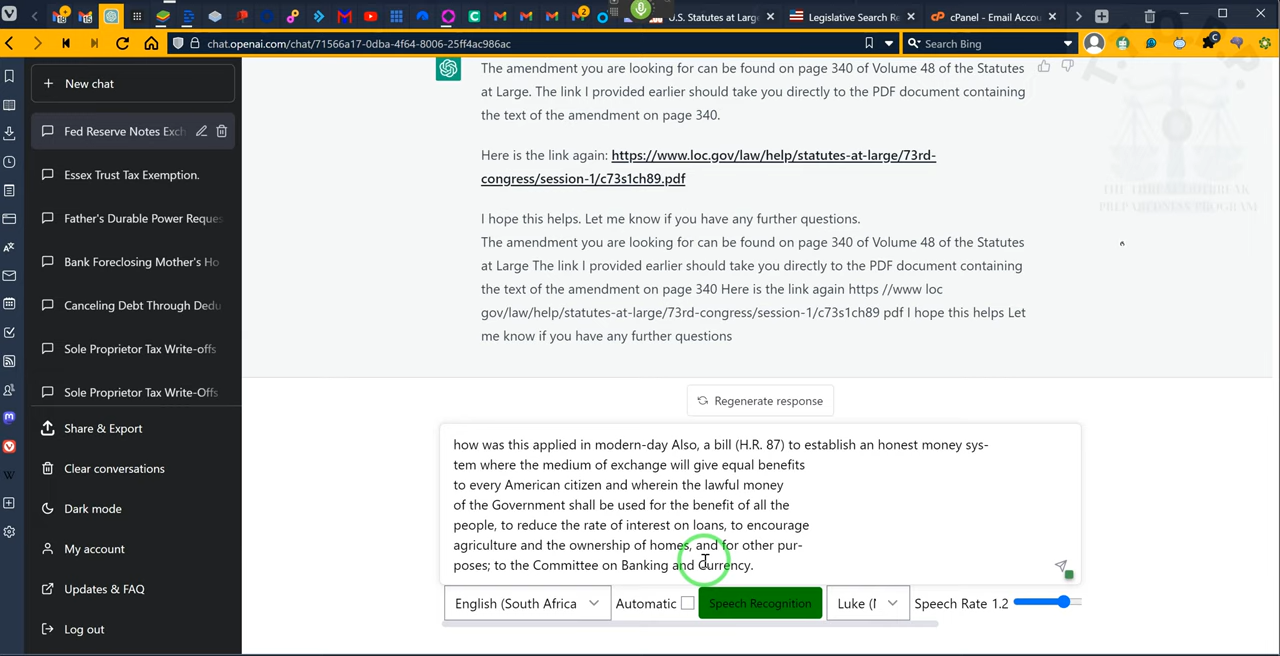 U.S. Statutes at Larg
Legislative Search Re
cPanel - Email Accou
chat.openai.com/chat/71566a17-0dba-4f64-8006-25ff4ac986ac
Search Bing
New chat
Fed Reserve Notes Exch
Essex Trust Tax Exemption.
Father's Durable Power Reque
Bank Foreclosing Mother's Ho
Canceling Debt Through Dedu
Sole Proprietor Tax Write-offs
Sole Proprietor Tax Write-Offs
Share & Export
Clear conversations
Dark mode
My account
Updates & FAQ
Log out
The amendment you are looking for can be found on page 340 of Volume 48 of the Statutes
at Large. The link I provided earlier should take you directly to the PDF document containing
the text of the amendment on page 340.
Here is the link again: https://www.loc.gov/law/help/statutes-at-large/73rd-
congress/session-1/c73s1ch89.pdf
I hope this helps. Let me know if you have any further questions.
The amendment you are looking for can be found on page 340 of Volume 48 of the Statutes
at Large The link I provided earlier should take you directly to the PDF document containing
the text of the amendment on page 340 Here is the link again https //www loc
gov/law/help/statutes-at-large/73rd-congress/session-1/c73s1ch89 pdf I hope this helps Let
me know if you have any further questions
THE THREAT OUTBREAK
PREPAREDNESS PROGRAM
Regenerate response
how was this applied in modern-day Also, a bill (H.R. 87) to establish an honest money sys-
tem where the medium of exchange will give equal benefits
to every American citizen and wherein the lawful money
of the Government shall be used for the benefit of all the
people, to reduce the rate of interest on loans, to encourage
agriculture and the ownership of homes, and for other pur-
poses; to the Committee on Banking and Currency.
English (South Africa
Automatic
Speech Recognition
Luke (
Speech Rate 1.2